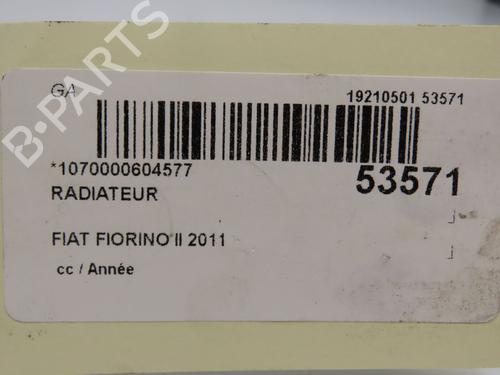 GA
19210501 53571
*1070000604577
53571
RADIATEUR
FIAT FIORINO II 2011
cc / Année
B-PARTS